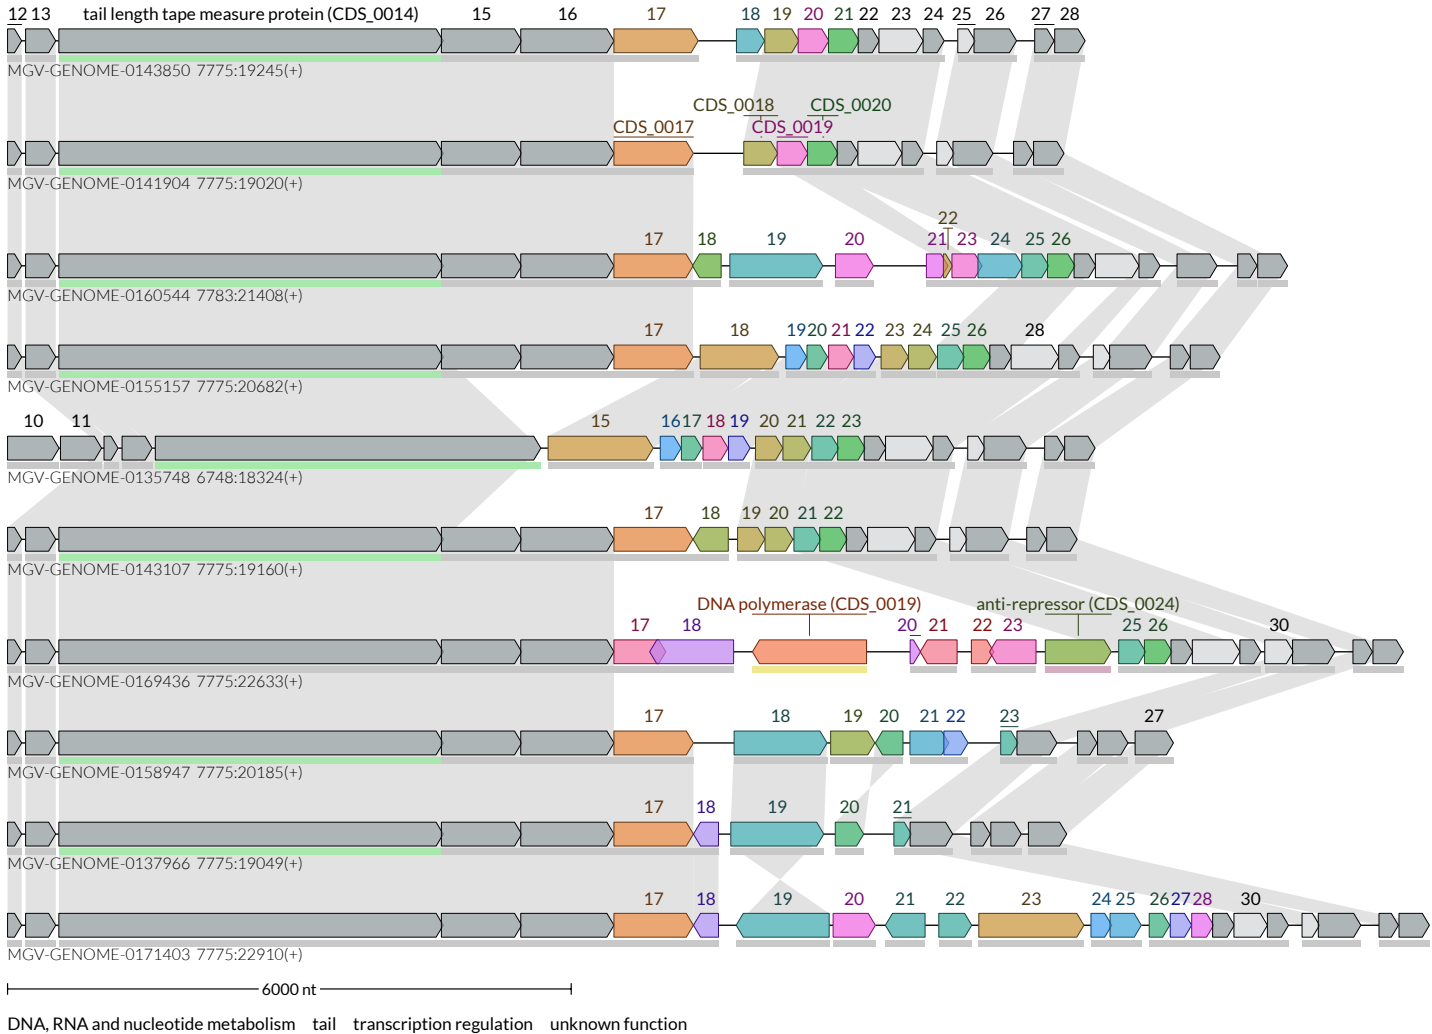 12 13 tail length tape measure protein (CDS_0014) 15 16 17 18 19 20 21 22 23 24 25 26 27 28
MGV-GENOME-0143850 7775:19245(+)
CDS_0018 CDS_0020
CDS_0017 CDS_0019
MGV-GENOME-0141904 7775:19020(+)
22
17 18 19 20 21 23 24 25 26
MGV-GENOME-0160544 7783:21408(+)
17 18 19 20 21 22 23 24 25 26 28
MGV-GENOME-0155157 7775:20682(+)
10 11 15 16 17 18 19 20 21 22 23
MGV-GENOME-0135748 6748:18324(+)
17 18 19 20 21 22
MGV-GENOME-0143107 7775:19160(+)
DNA polymerase (CDS_0019) anti-repressor (CDS_0024)
17 18 20 21 22 23 25 26 30
MGV-GENOME-0169436 7775:22633(+)
17 18 19 20 21 22 23 27
MGV-GENOME-0158947 7775:20185(+)
17 18 19 20 21
MGV-GENOME-0137966 7775:19049(+)
17 18 19 20 21 22 23 24 25 26 27 28 30
MGV-GENOME-0171403 7775:22910(+)
6000 nt
DNA, RNA and nucleotide metabolism tail transcription regulation unknown function